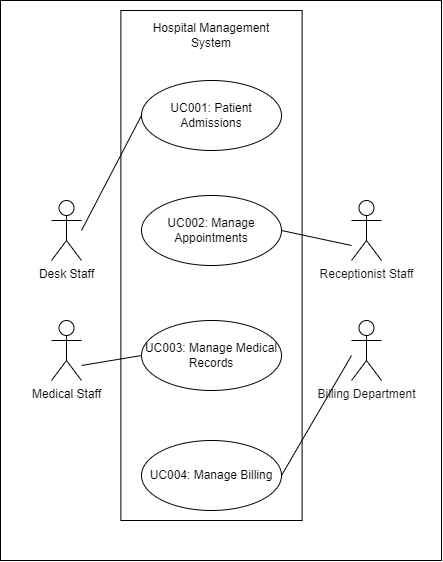 Hospital Management
System
UC001: Patient
Admissions
UC002: Manage
Appointments
Desk Staff
Receptionist Staff
UC003: Manage Medical
Records
Medical Staff
Billing Department
UC004: Manage Billing